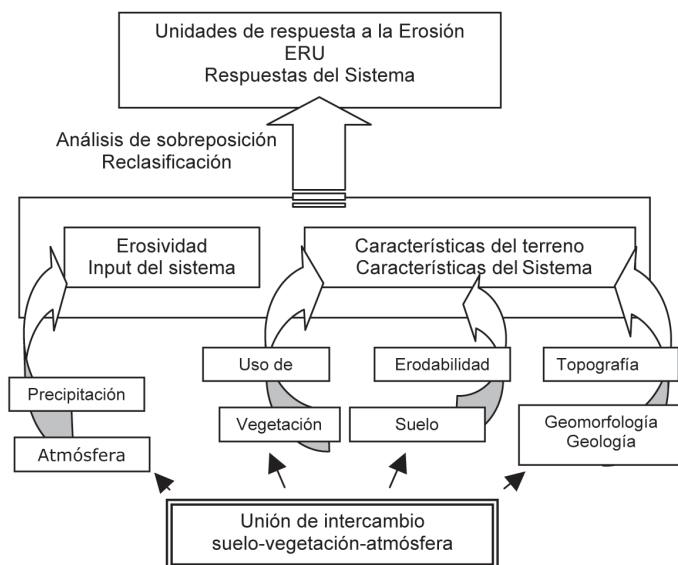 Unidades de respuesta a la Erosión
ERU
Respuestas del Sistema
Análisis de sobreposición
Reclasificación
Erosividad
Input del sistema
Características del terreno
Características del Sistema
Uso de
Erodabilidad
Topografía
Precipitación
Vegetación
Suelo
Geomorfología
Geología
Atmósfera
Unión de intercambio
suelo-vegetación-atmósfera